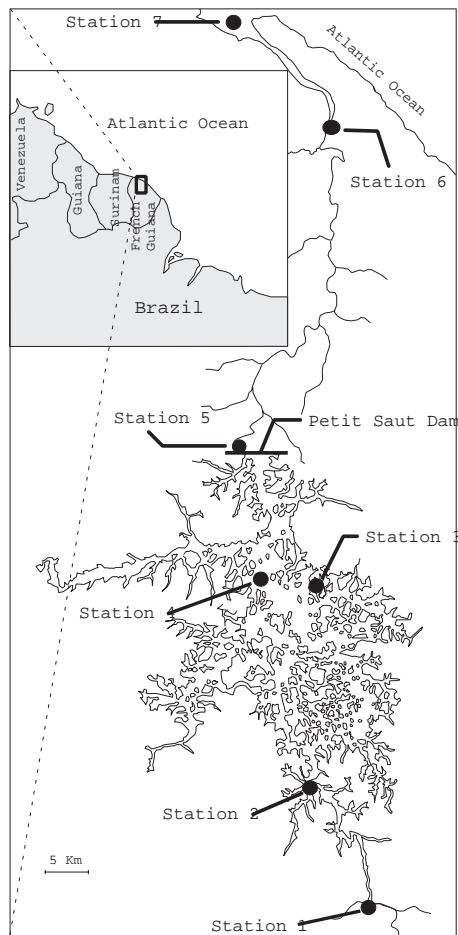 Station 7
Atlantic Ocean
Atlantic Ocean
Station 6
Venezuela
Guiana
Surinam
French
Guiana
Brazil
Station 5
Petit Saut Dam
Station 3
Station 4
Station 2
5 Km
Station 1